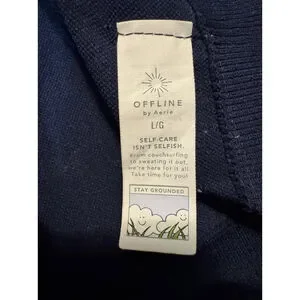 OFFLINE
by Aerie
L/G
SELF-CARE
ISN'T SELFISH.
From couchsurfing
to sweating it out,
we're here for it all.
Take time for you!
STAY GROUNDED